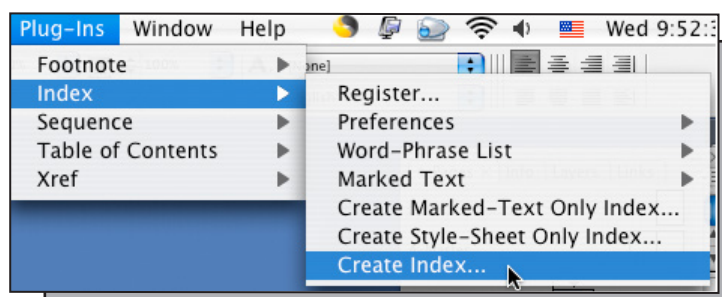 Plug-Ins Window Help Wed 9:52:
Footnote
Index
Sequence
Table of Contents
Xref
Register...
Preferences
Word-Phrase List
Marked Text
Create Marked-Text Only Index...
Create Style-Sheet Only Index...
Create Index...